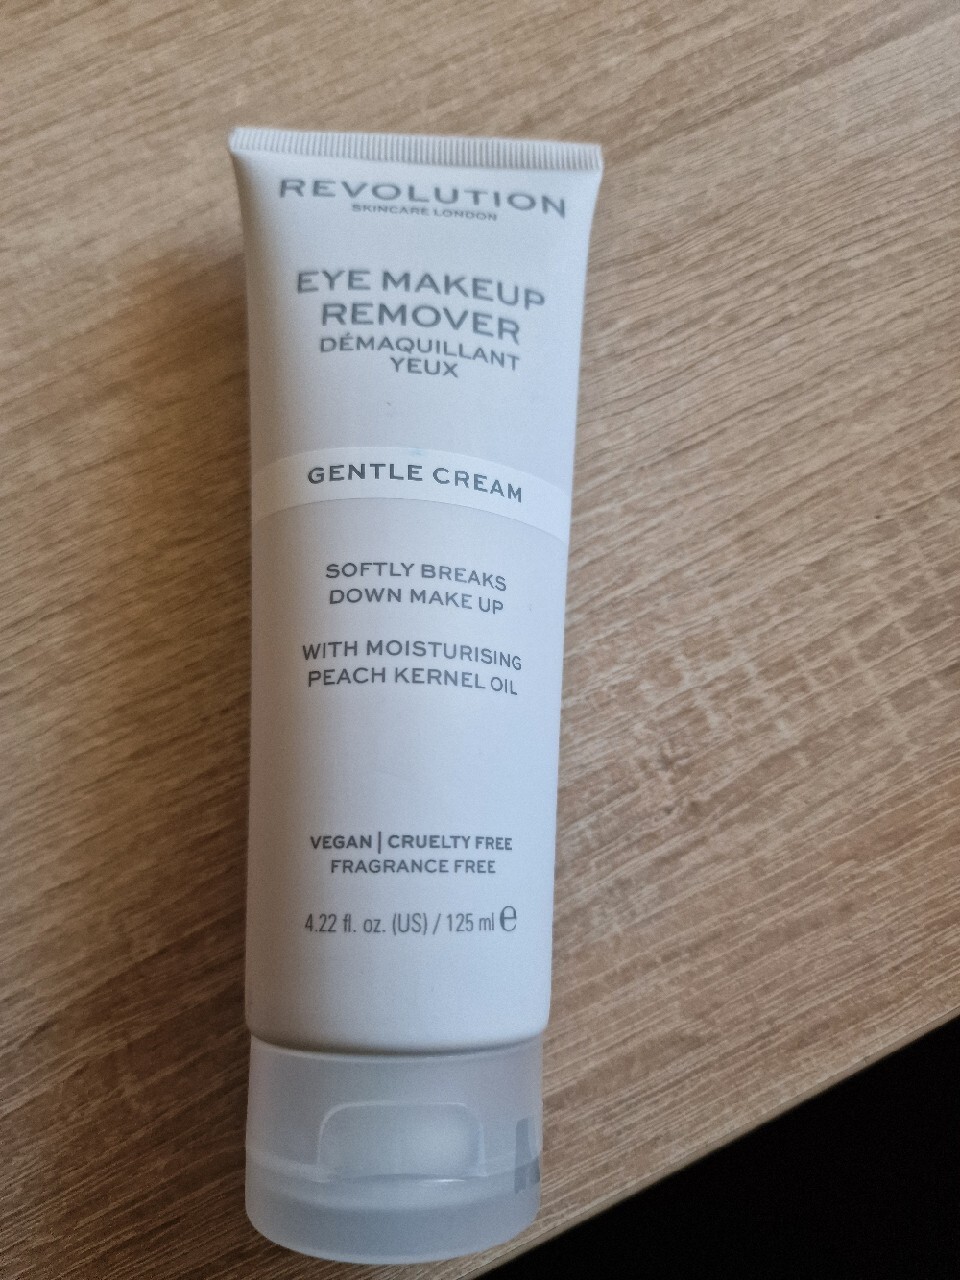 REVOLUTION
SKINCARE LONDON
EYE MAKEUP
REMOVER
DÉMAQUILLANT
YEUX
GENTLE CREAM
SOFTLY BREAKS
DOWN MAKE UP
WITH MOISTURISING
PEACH KERNEL OIL
VEGAN | CRUELTY FREE
FRAGRANCE FREE
4.22 fl. oz. (US) / 125 ml ℮